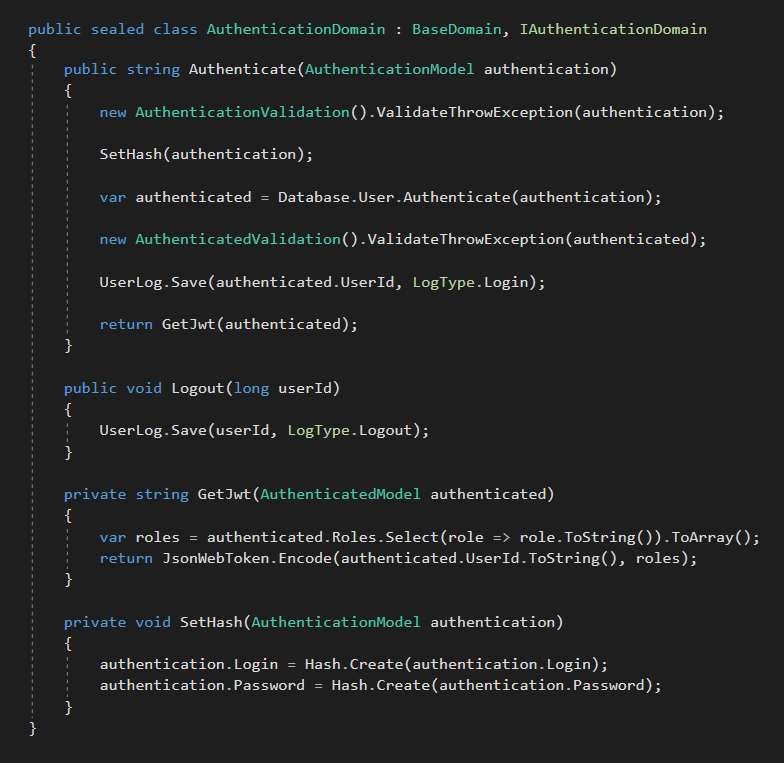 public sealed class AuthenticationDomain : BaseDomain, IAuthenticationDomain
{
    public string Authenticate(AuthenticationModel authentication)
    {
        new AuthenticationValidation().ValidateThrowException(authentication);

        SetHash(authentication);

        var authenticated = Database.User.Authenticate(authentication);

        new AuthenticatedValidation().ValidateThrowException(authenticated);

        UserLog.Save(authenticated.UserId, LogType.Login);

        return GetJwt(authenticated);
    }

    public void Logout(long userId)
    {
        UserLog.Save(userId, LogType.Logout);
    }

    private string GetJwt(AuthenticatedModel authenticated)
    {
        var roles = authenticated.Roles.Select(role => role.ToString()).ToArray();
        return JsonWebToken.Encode(authenticated.UserId.ToString(), roles);
    }

    private void SetHash(AuthenticationModel authentication)
    {
        authentication.Login = Hash.Create(authentication.Login);
        authentication.Password = Hash.Create(authentication.Password);
    }
}